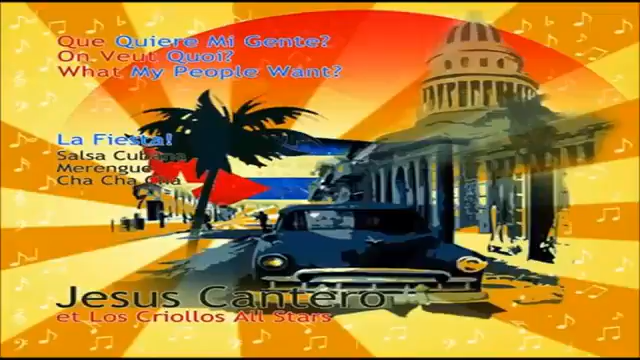 Que Quiere Mi Gente?
On Veut Quoi?
What My People Want?
La Fiesta!
Salsa Cubana
Merengue
Cha Cha Cha
Jesus Cantero
et Los Criollos All Stars